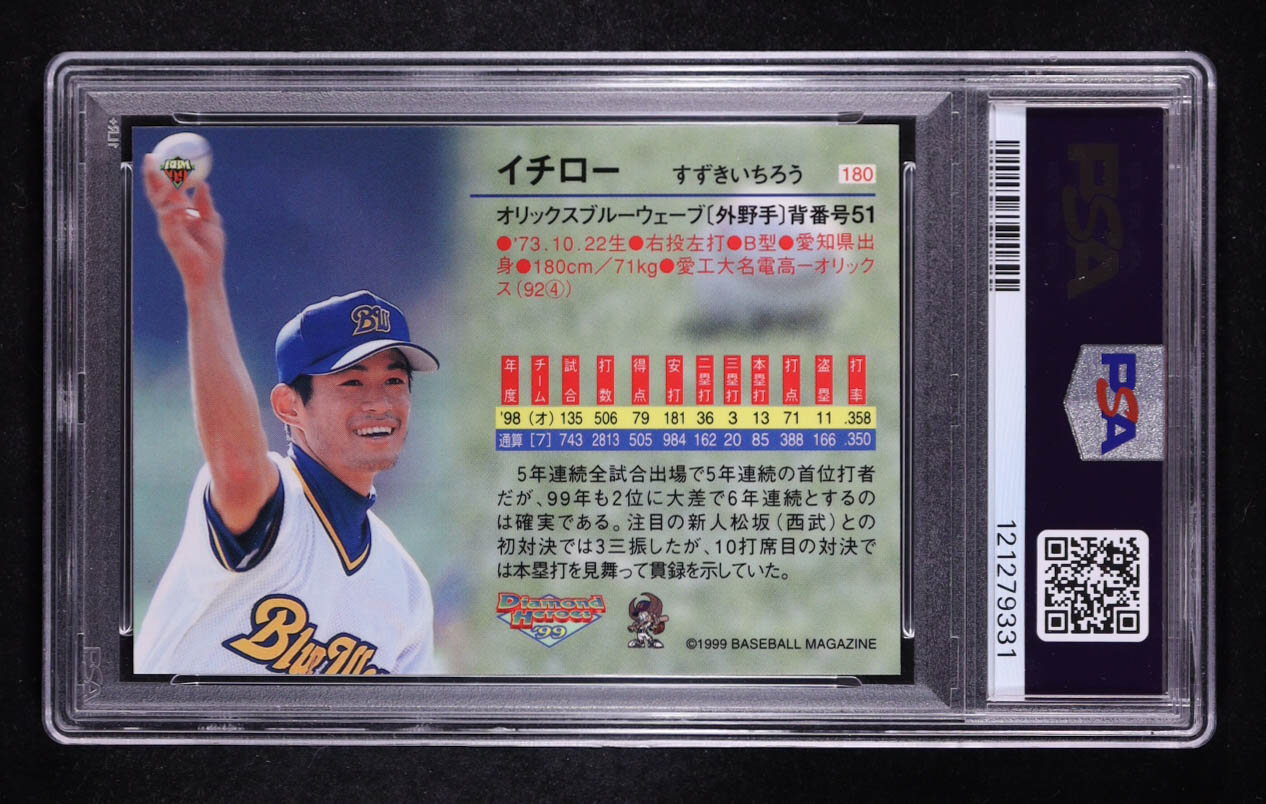 イチロー すずきいちろう 180
オリックスブルーウェーブ〔外野手〕背番号51
●'73.10.22生●右投左打●B型●愛知県出
身●180cm／71kg●愛工大名電高ーオリック
ス(92④)
年度 チーム 試合 打数 得点 安打 二塁打 三塁打 本塁打 打点 盗塁 打率
'98 (オ) 135 506 79 181 36 3 13 71 11 .358
通算 [7] 743 2813 505 984 162 20 85 388 166 .350
5年連続全試合出場で5年連続の首位打者
だが、99年も2位に大差で6年連続とするの
は確実である。注目の新人松坂（西武）との
初対決では3三振したが、10打席目の対決で
は本塁打を見舞って貫録を示していた。
Diamond
Heroes
'99
©1999 BASEBALL MAGAZINE
BW
Blue W
BBM
PSA
PSA
121279331
PSA